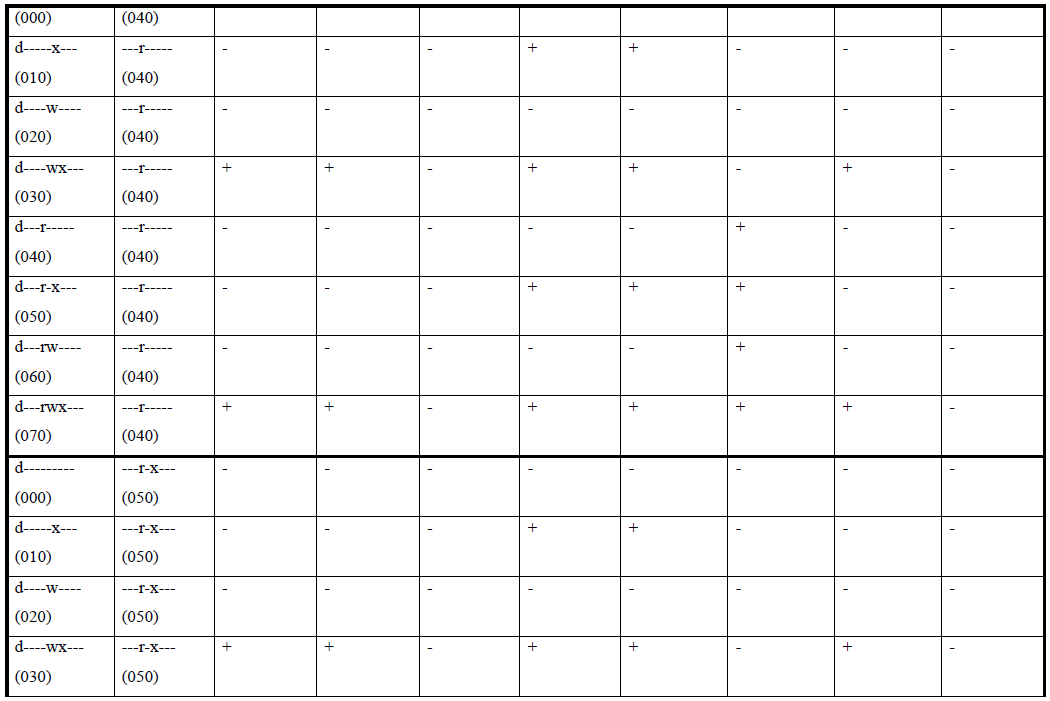 (000) (040)
d-----x--- ---r----- - - - + + - - -
(010) (040)
d----w---- ---r----- - - - - - - - -
(020) (040)
d----wx--- ---r----- + + - + + - + -
(030) (040)
d---r----- ---r----- - - - - - + - -
(040) (040)
d---r-x--- ---r----- - - - + + + - -
(050) (040)
d---rw---- ---r----- - - - - - + - -
(060) (040)
d---rwx--- ---r----- + + - + + + + -
(070) (040)
d--------- ---r-x--- - - - - - - - -
(000) (050)
d-----x--- ---r-x--- - - - + + - - -
(010) (050)
d----w---- ---r-x--- - - - - - - - -
(020) (050)
d----wx--- ---r-x--- + + - + + - + -
(030) (050)